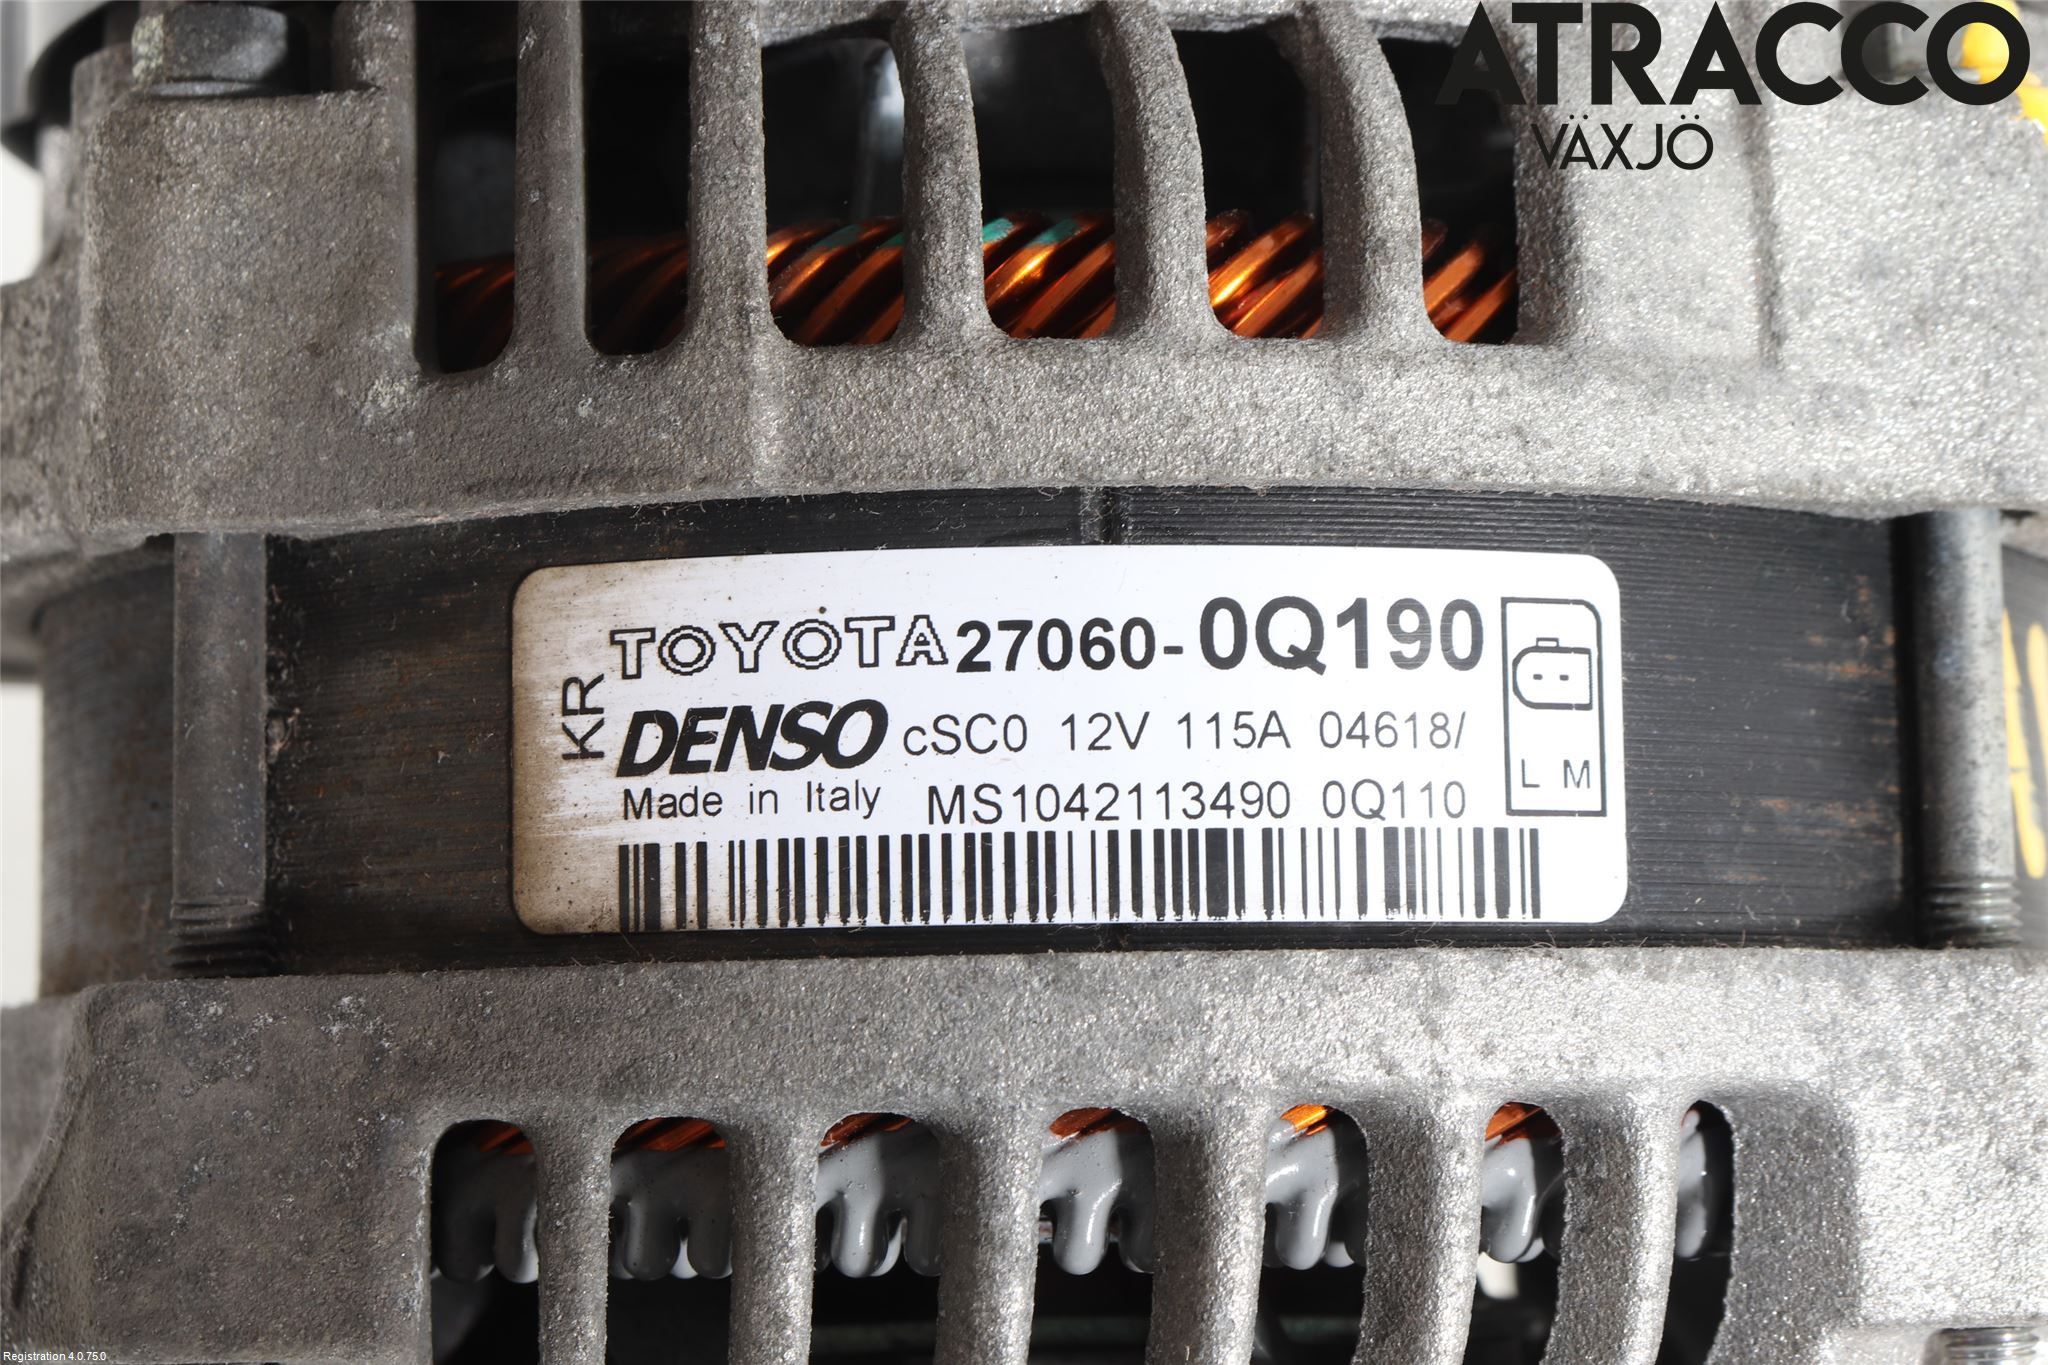 ATRACCO
VÄXJÖ
KR
TOYOTA 27060-0Q190
DENSO cSC0 12V 115A 04618/
Made in Italy MS1042113490 0Q110
L M
Registration 4.0.75.0